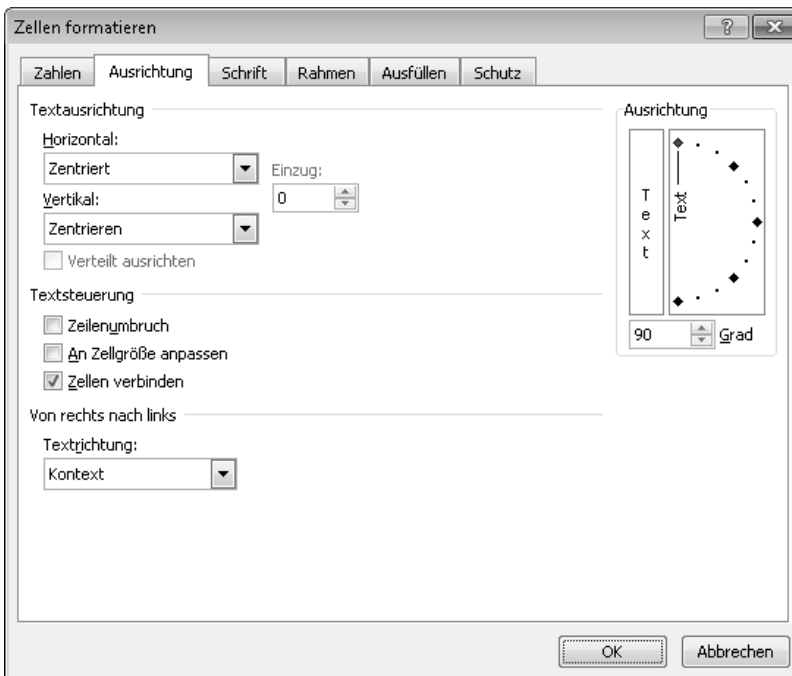 Zellen formatieren
Zahlen Ausrichtung Schrift Rahmen Ausfüllen Schutz
Textausrichtung
Horizontal:
Zentriert
Einzug:
0
Vertikal:
Zentrieren
Verteilt ausrichten
Textsteuerung
Zeilenumbruch
An Zellgröße anpassen
Zellen verbinden
Von rechts nach links
Textrichtung:
Kontext
Ausrichtung
Text
Text
90 Grad
OK Abbrechen